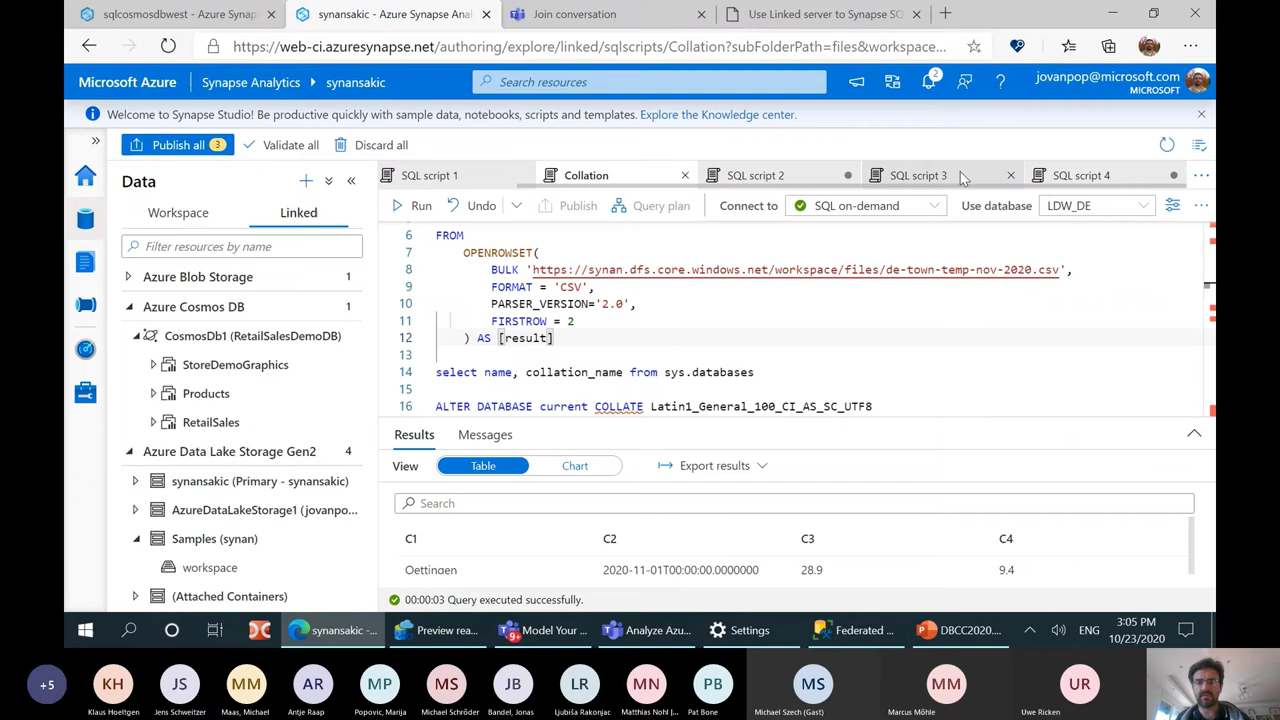 sqlcosmosdbwest - Azure Synap
synansakic - Azure Synapse Anal
Join conversation
Use Linked server to Synapse SQ
https://web-ci.azuresynapse.net/authoring/explore/linked/sqlscripts/Collation?subFolderPath=files&workspace...
Microsoft Azure
Synapse Analytics
synansakic
Search resources
2
jovanpop@microsoft.com
MICROSOFT
Welcome to Synapse Studio! Be productive quickly with sample data, notebooks, scripts and templates. Explore the Knowledge center.
Publish all 3
Validate all
Discard all
Data
SQL script 1
Collation
SQL script 2
SQL script 3
SQL script 4
Workspace
Linked
Run
Undo
Publish
Query plan
Connect to
SQL on-demand
Use database
LDW_DE
Filter resources by name
Azure Blob Storage 1
Azure Cosmos DB 1
CosmosDb1 (RetailSalesDemoDB)
StoreDemoGraphics
Products
RetailSales
Azure Data Lake Storage Gen2 4
synansakic (Primary - synansakic)
AzureDataLakeStorage1 (jovanpo...
Samples (synan)
workspace
(Attached Containers)
6 FROM
7 OPENROWSET(
8 BULK 'https://synan.dfs.core.windows.net/workspace/files/de-town-temp-nov-2020.csv',
9 FORMAT = 'CSV',
10 PARSER_VERSION='2.0',
11 FIRSTROW = 2
12 ) AS [result]
13
14 select name, collation_name from sys.databases
15
16 ALTER DATABASE current COLLATE Latin1_General_100_CI_AS_SC_UTF8
Results
Messages
View
Table
Chart
Export results
Search
C1 C2 C3 C4
Oettingen 2020-11-01T00:00:00.0000000 28.9 9.4
00:00:03 Query executed successfully.
synansakic -...
Preview rea...
9+
Model Your ...
Analyze Azu...
Settings
Federated ...
DBCC2020....
ENG
3:05 PM
10/23/2020
+5
KH
JS
MM
AR
MP
MS
JB
LR
MN
PB
MS
MM
UR
Klaus Hoeltgen
Jens Schweitzer
Maas, Michael
Antje Raap
Popovic, Marija
Michael Schröder
Bandel, Jonas
Ljubiša Rakonjac
Matthias Nohl |...
Pat Bone
Michael Szech (Gast)
Marcus Möhle
Uwe Ricken